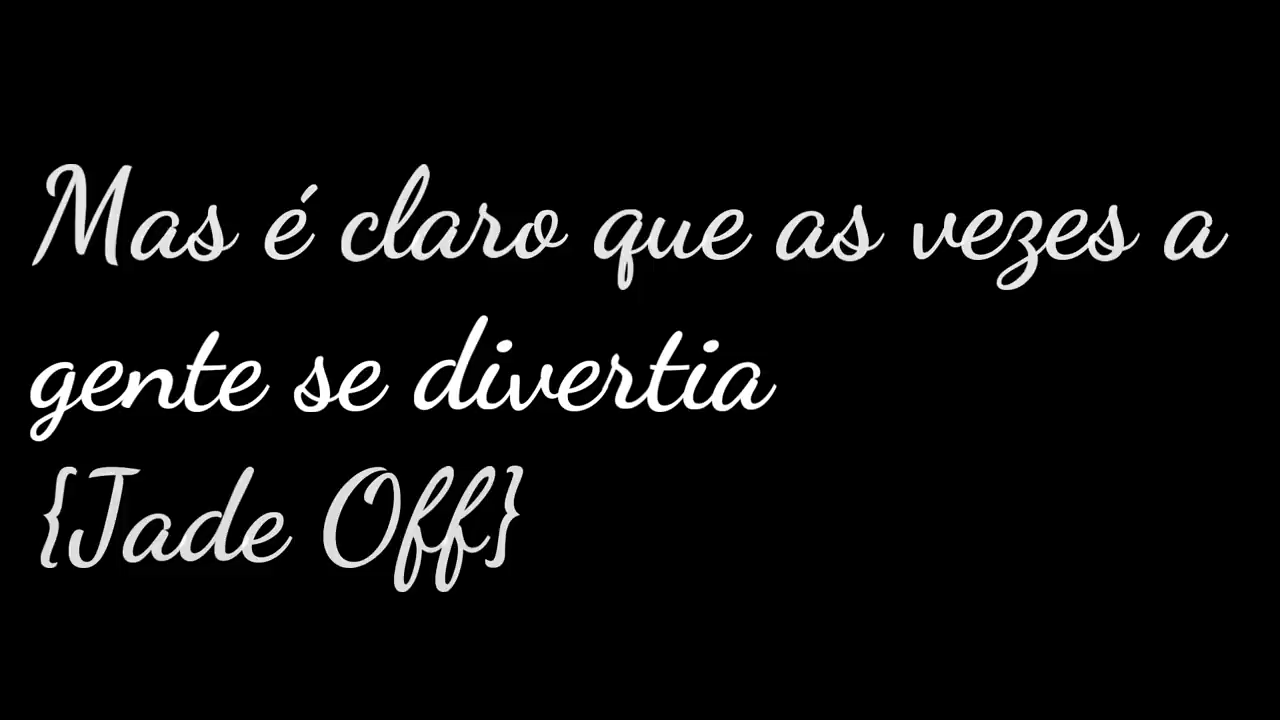 Mas é claro que as vezes a
gente se divertia
{Jade Off}